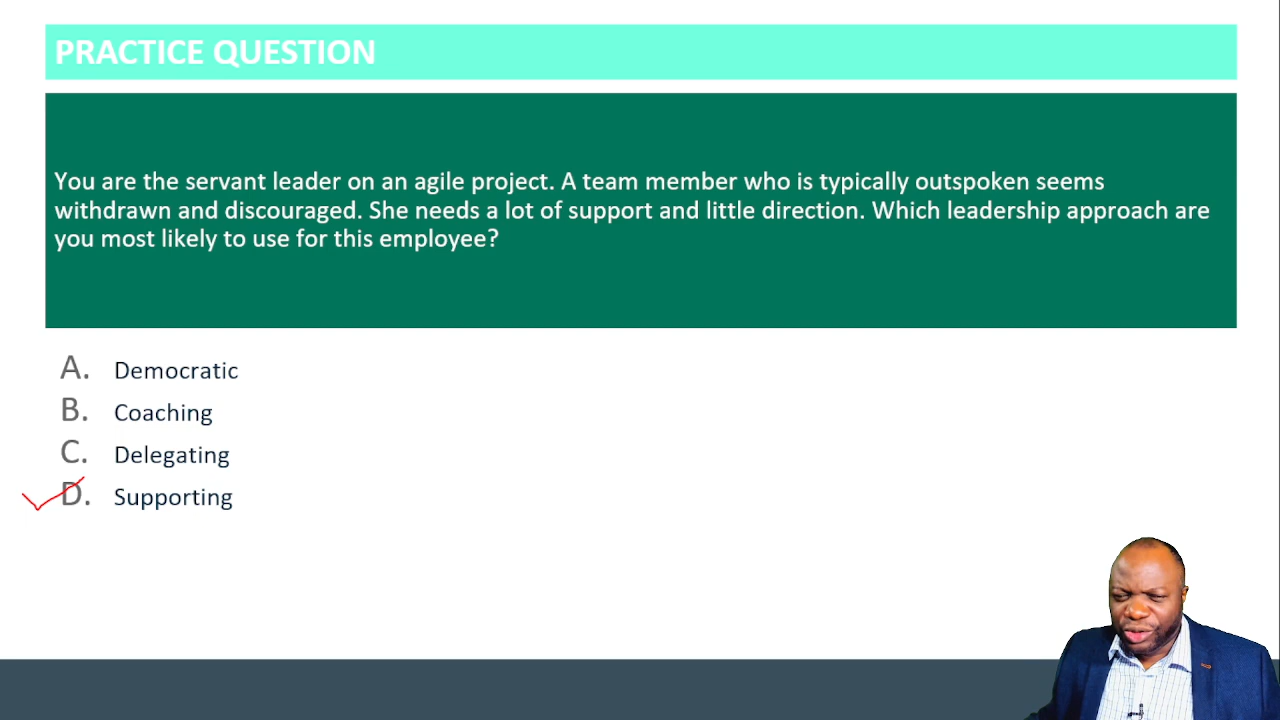 PRACTICE QUESTION
You are the servant leader on an agile project. A team member who is typically outspoken seems
withdrawn and discouraged. She needs a lot of support and little direction. Which leadership approach are
you most likely to use for this employee?
A. Democratic
B. Coaching
C. Delegating
D. Supporting